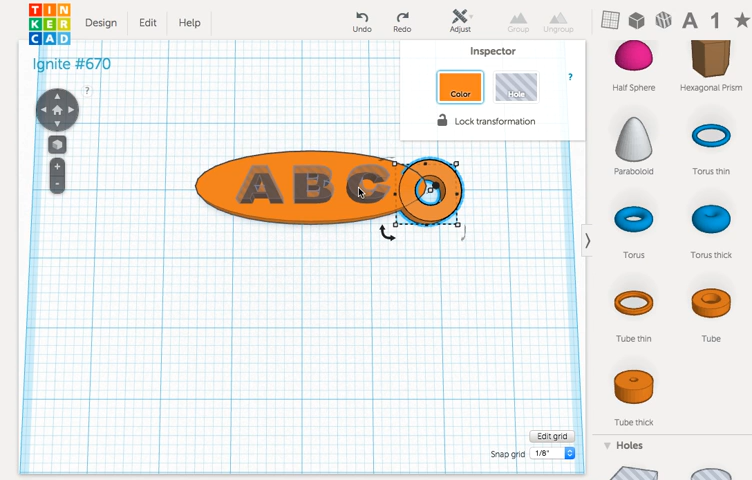 TIN
KER
CAD
Design
Edit
Help
Undo
Redo
Adjust
Group
Ungroup
A 1
Ignite #670
?
Inspector
Color
Hole
?
Lock transformation
A B C
Half Sphere
Hexagonal Prism
Paraboloid
Torus thin
Torus
Torus thick
Tube thin
Tube
Tube thick
Holes
Edit grid
Snap grid 1/8"